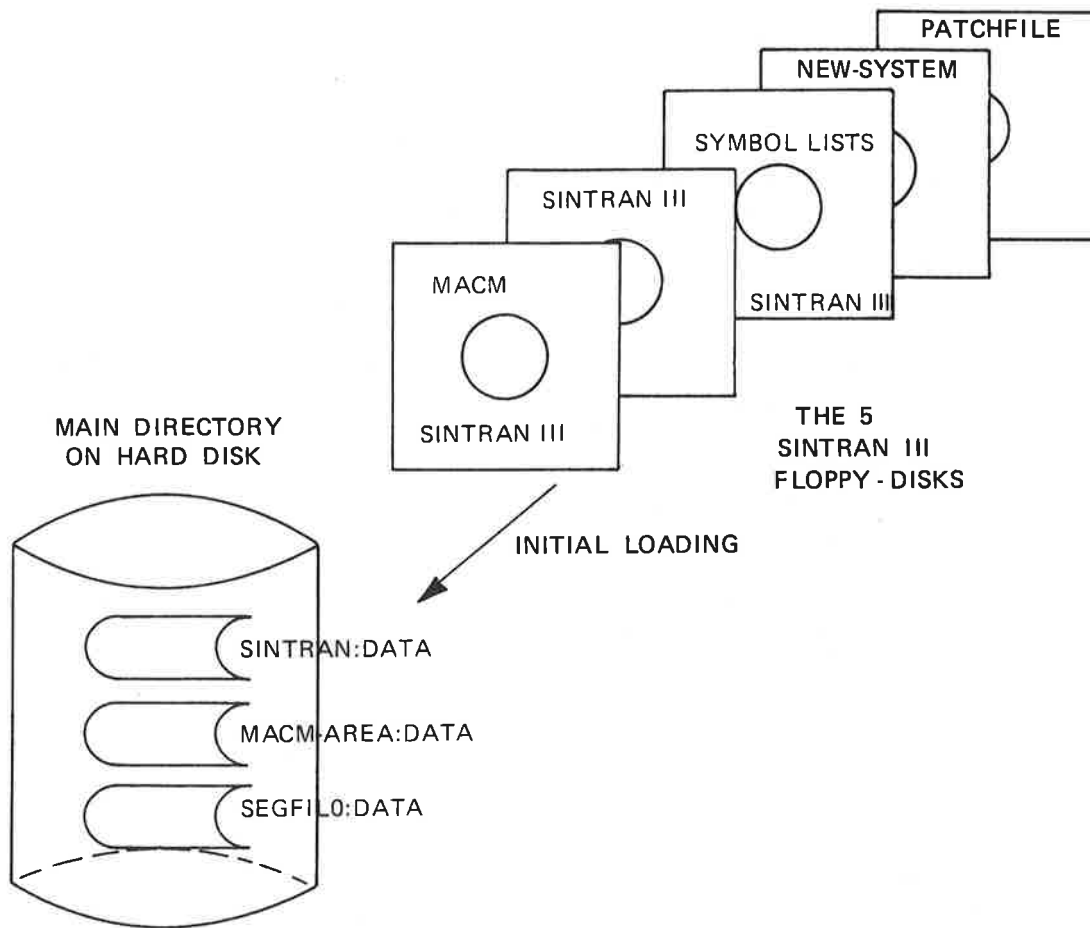 PATCHFILE
NEW-SYSTEM
SYMBOL LISTS
SINTRAN III
SINTRAN III
MACM
SINTRAN III
THE 5
SINTRAN III
FLOPPY-DISKS
MAIN DIRECTORY
ON HARD DISK
INITIAL LOADING
SINTRAN:DATA
MACM-AREA:DATA
SEGFIL0:DATA